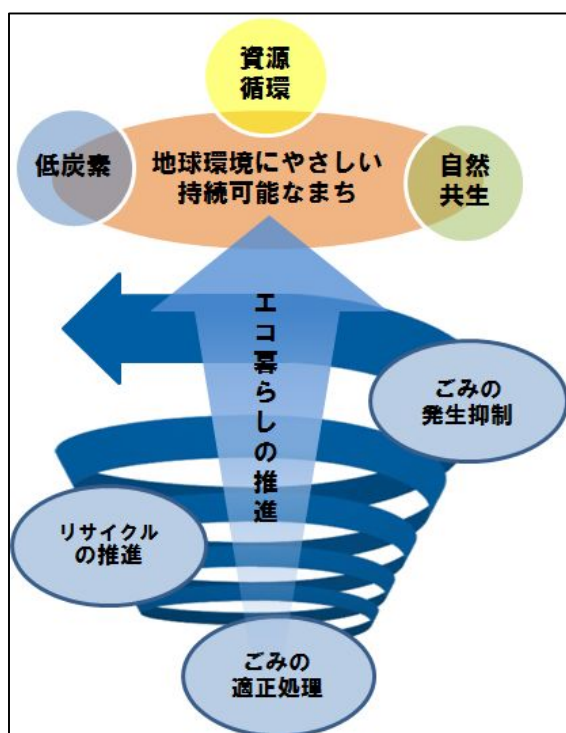 資源
循環
低炭素
地球環境にやさしい
持続可能なまち
自然
共生
エコ暮らしの推進
ごみの
発生抑制
リサイクル
の推進
ごみの
適正処理